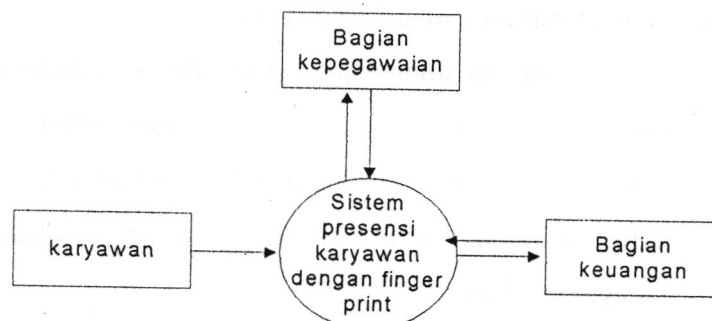 Bagian
kepegawaian
karyawan
Sistem
presensi
karyawan
dengan finger
print
Bagian
keuangan